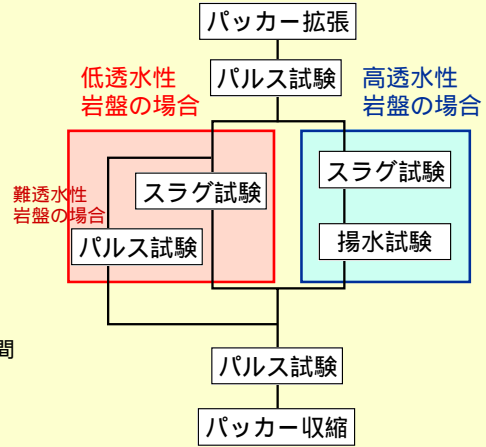 パッカー拡張
パルス試験
低透水性
岩盤の場合
高透水性
岩盤の場合
スラグ試験
スラグ試験
難透水性
岩盤の場合
パルス試験
揚水試験
間
パルス試験
パッカー収縮